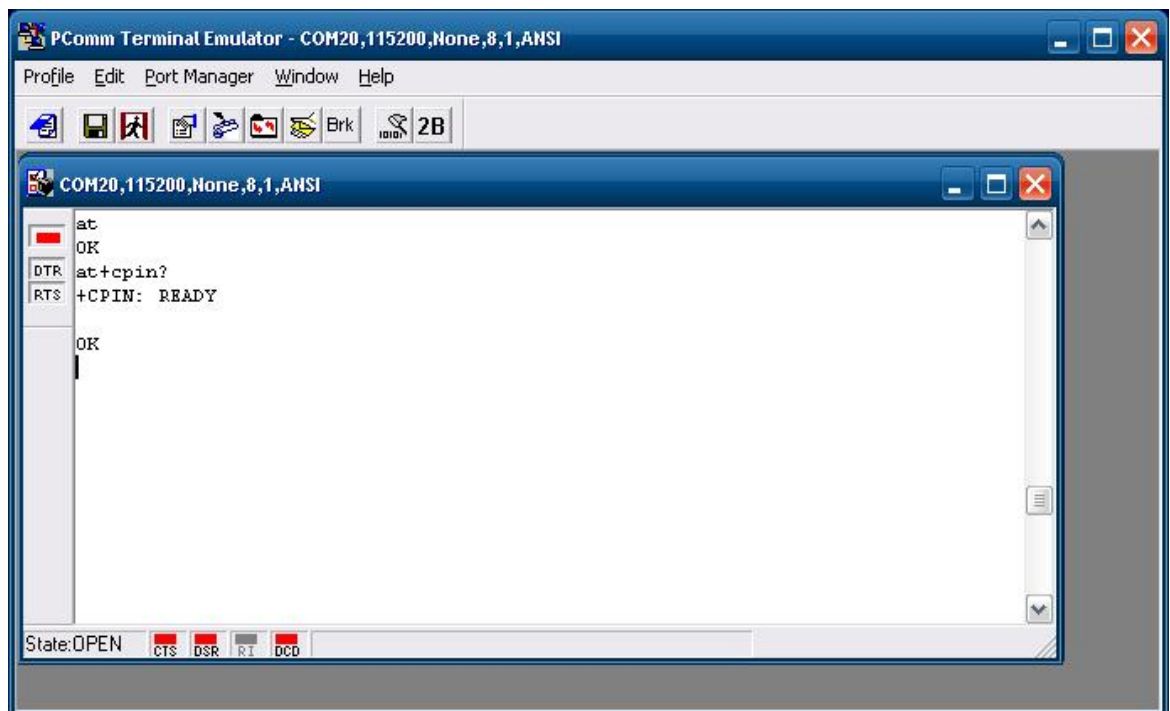 PComm Terminal Emulator - COM20,115200,None,8,1,ANSI
Profile Edit Port Manager Window Help
Brk 2B
COM20,115200,None,8,1,ANSI
at
OK
DTR at+cpin?
RTS +CPIN: READY
OK
State:OPEN CTS DSR RI DCD